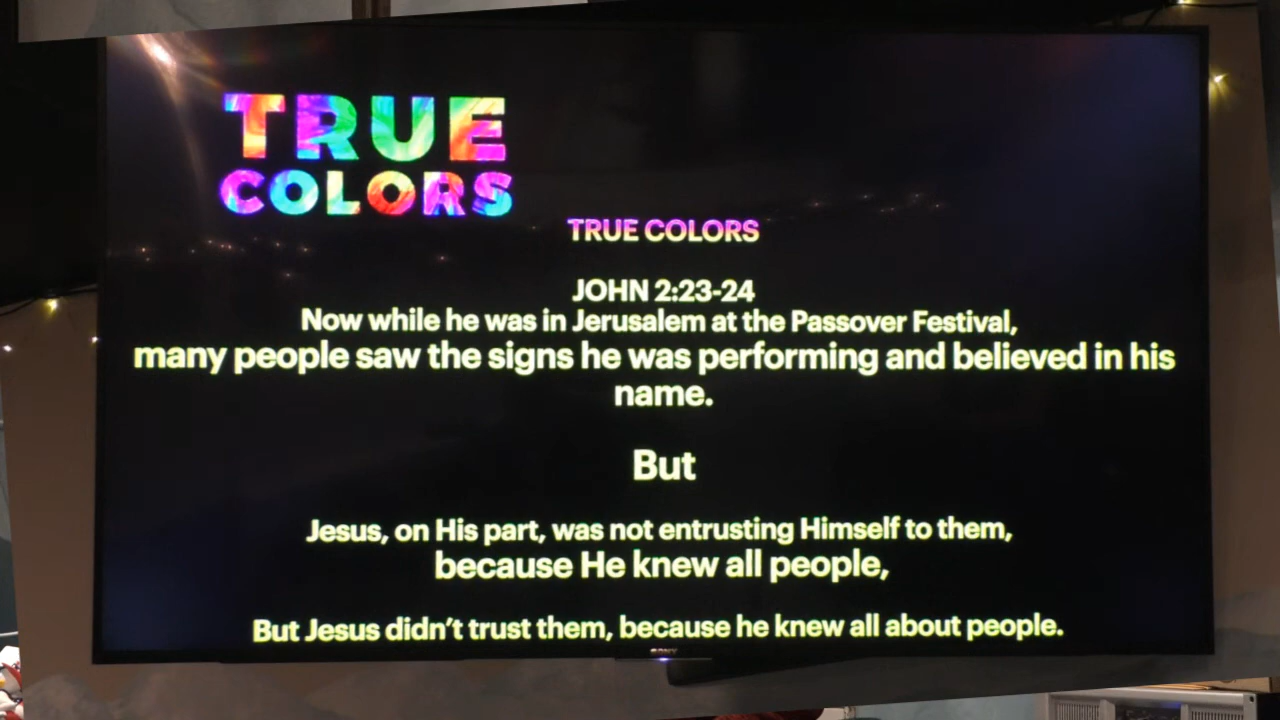 TRUE
COLORS
TRUE COLORS
JOHN 2:23-24
Now while he was in Jerusalem at the Passover Festival,
many people saw the signs he was performing and believed in his
name.
But
Jesus, on His part, was not entrusting Himself to them,
because He knew all people,
But Jesus didn’t trust them, because he knew all about people.
SONY